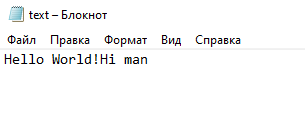 text – Блокнот
Файл Правка Формат Вид Справка
Hello World!Hi man